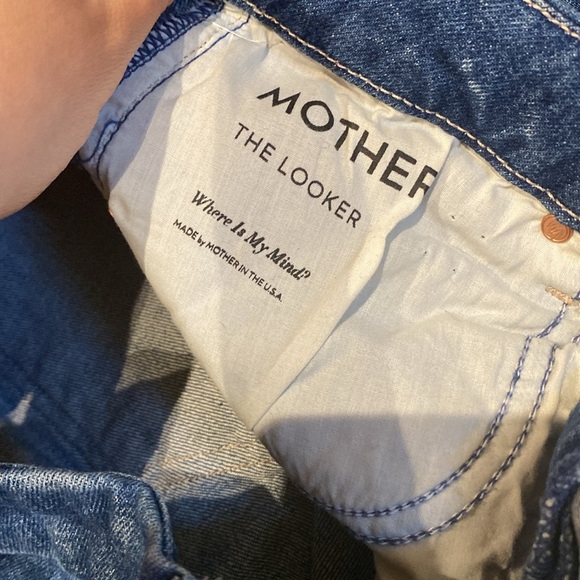 MOTHER
THE LOOKER
Where Is My Mind?
MADE by MOTHER IN THE U.S.A.